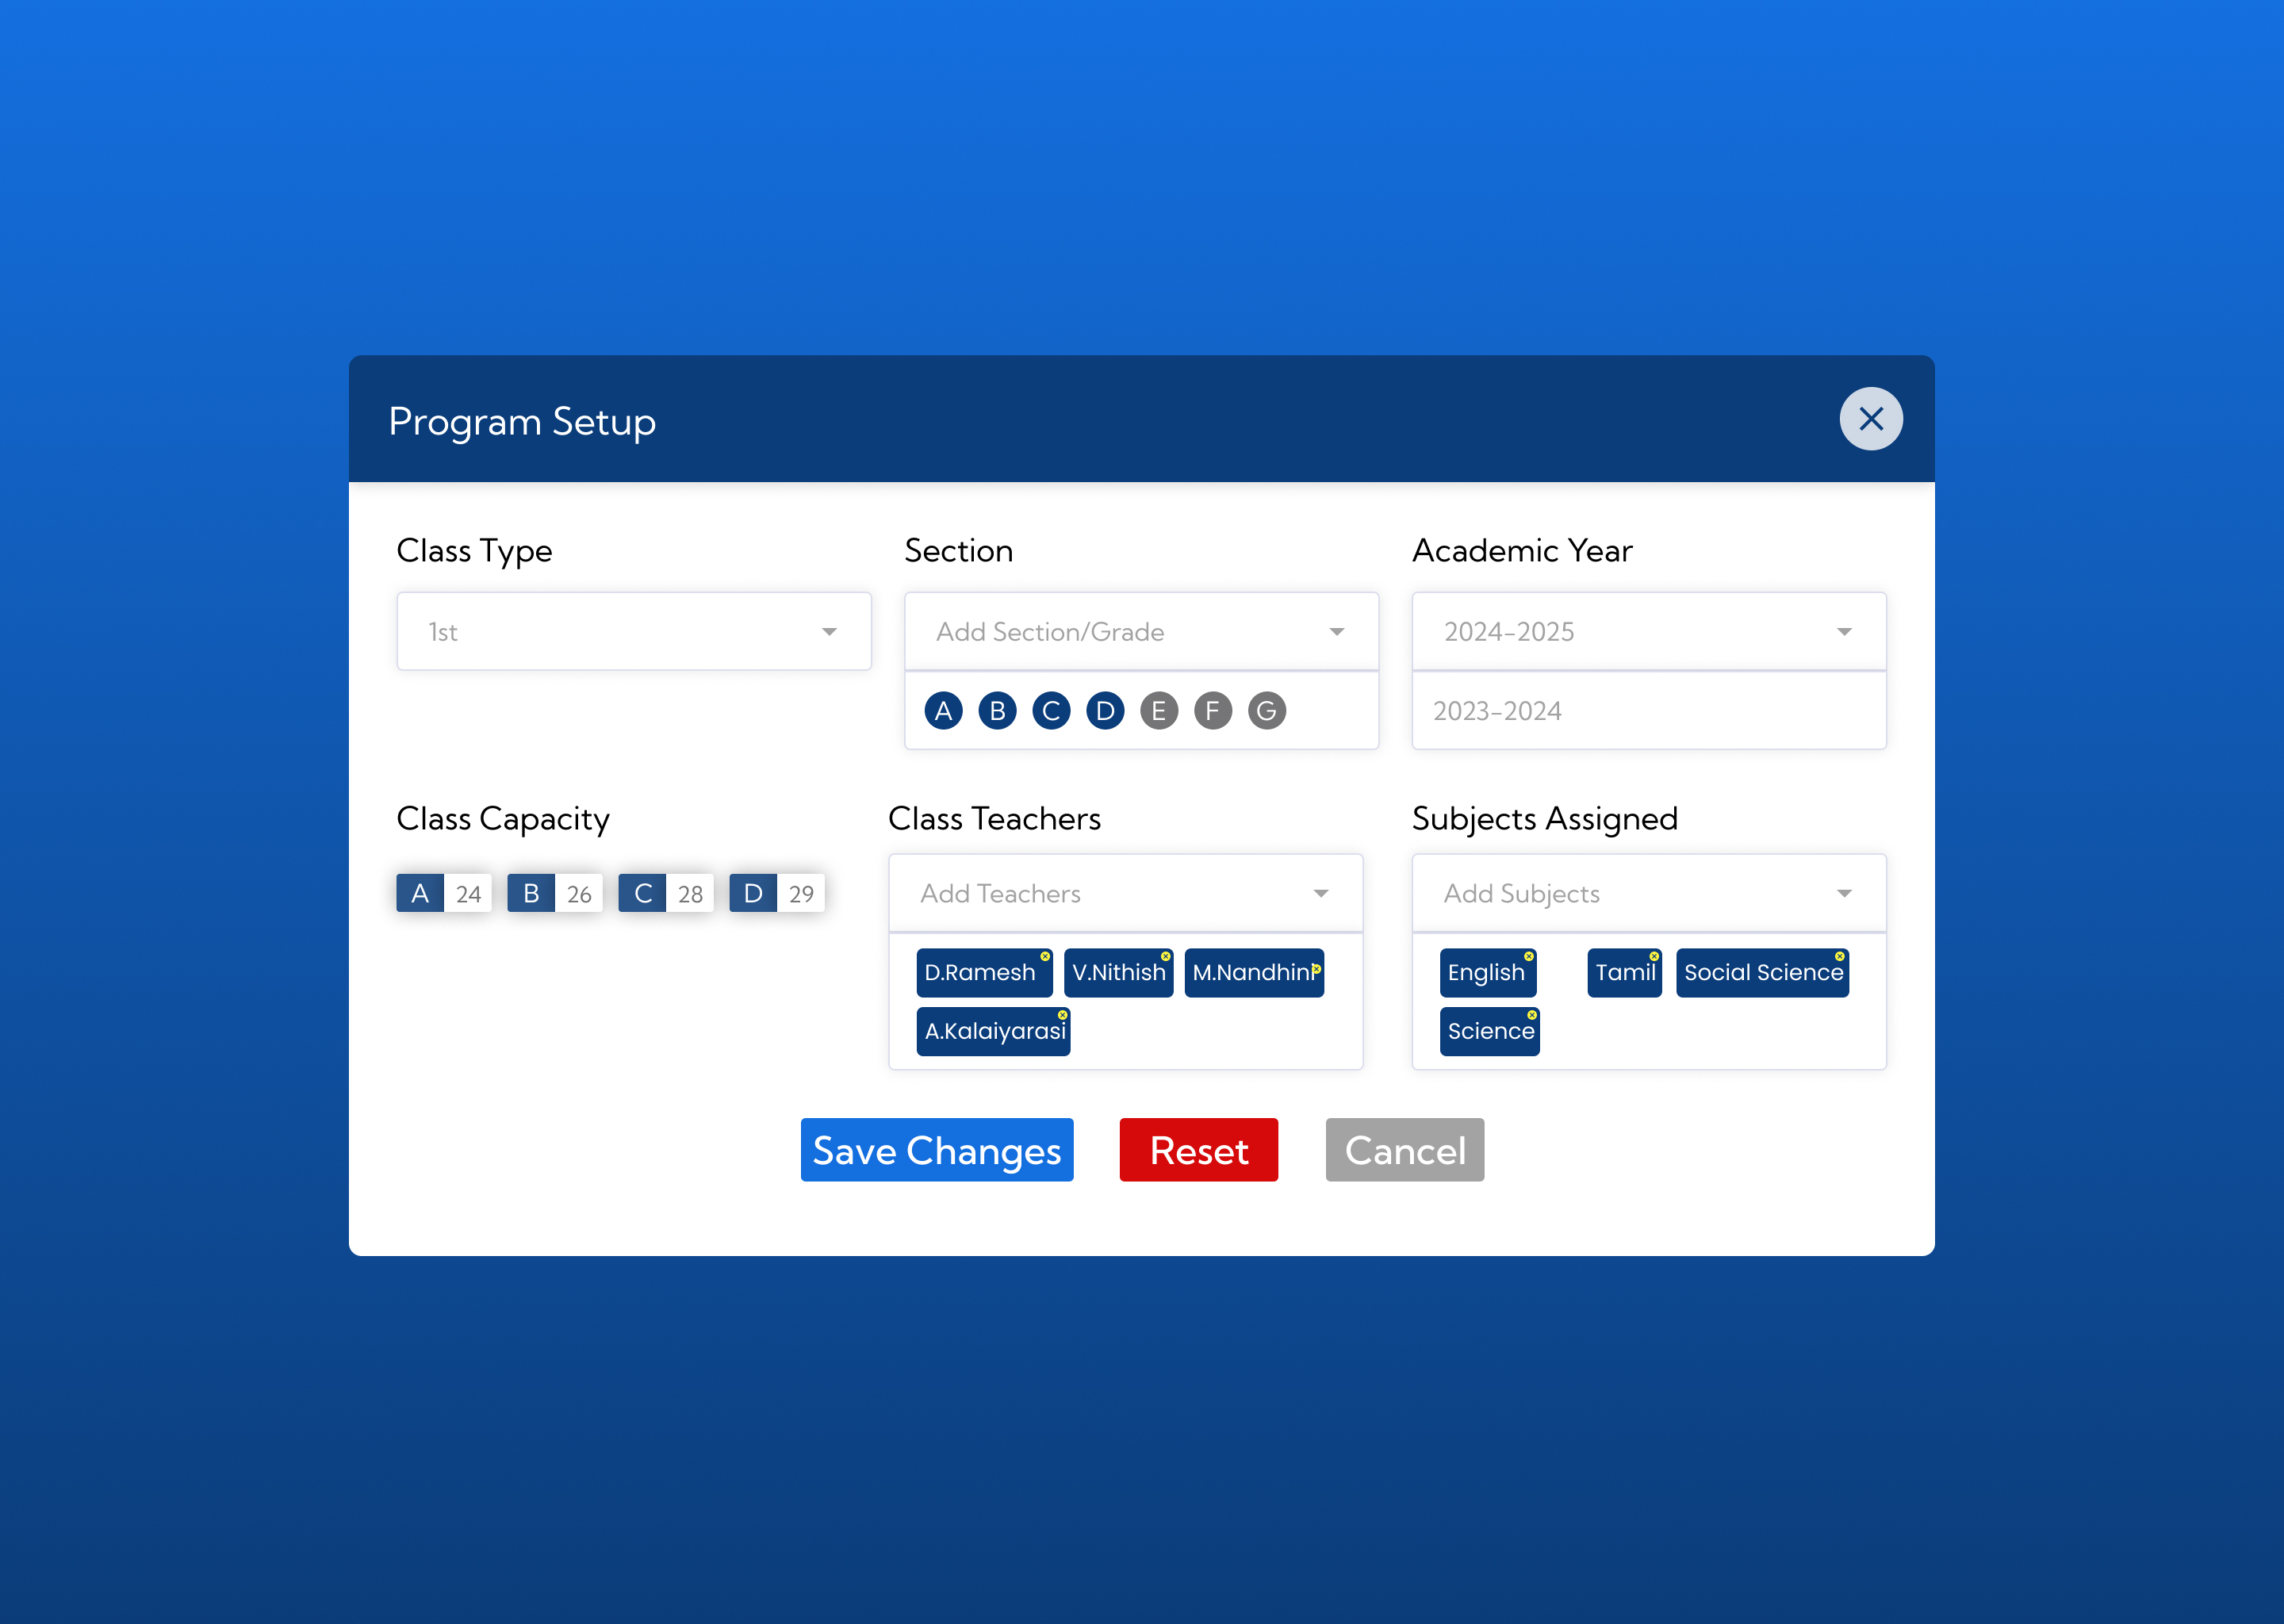 Program Setup
Class Type
Section
Academic Year
1st
Add Section/Grade
2024-2025
A B C D E F G
2023-2024
Class Capacity
Class Teachers
Subjects Assigned
A 24 B 26 C 28 D 29
Add Teachers
Add Subjects
D.Ramesh V.Nithish M.Nandhini
English Tamil Social Science
A.Kalaiyarasi
Science
Save Changes
Reset
Cancel